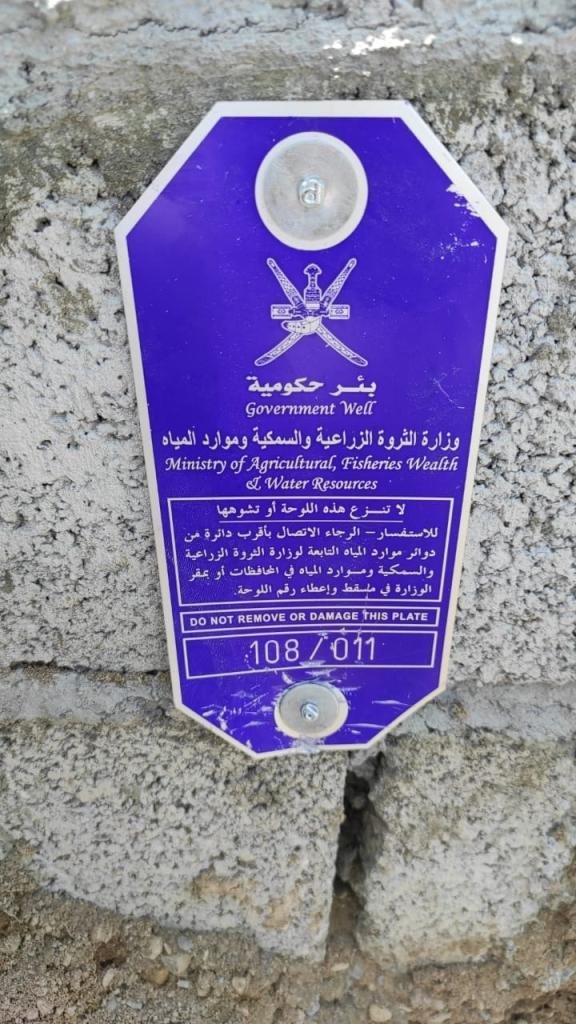 بئر حكومية
Government Well
وزارة الثروة الزراعية والسمكية وموارد المياه
Ministry of Agricultural, Fisheries Wealth
& Water Resources
لا تنزع هذه اللوحة أو تشوهها
للاستفسار – الرجاء الاتصال بأقرب دائرة من
دوائر موارد المياه التابعة لوزارة الثروة الزراعية
والسمكية وموارد المياه في المحافظات أو بمقر
الوزارة في مسقط وإعطاء رقم اللوحة.
DO NOT REMOVE OR DAMAGE THIS PLATE
108/011